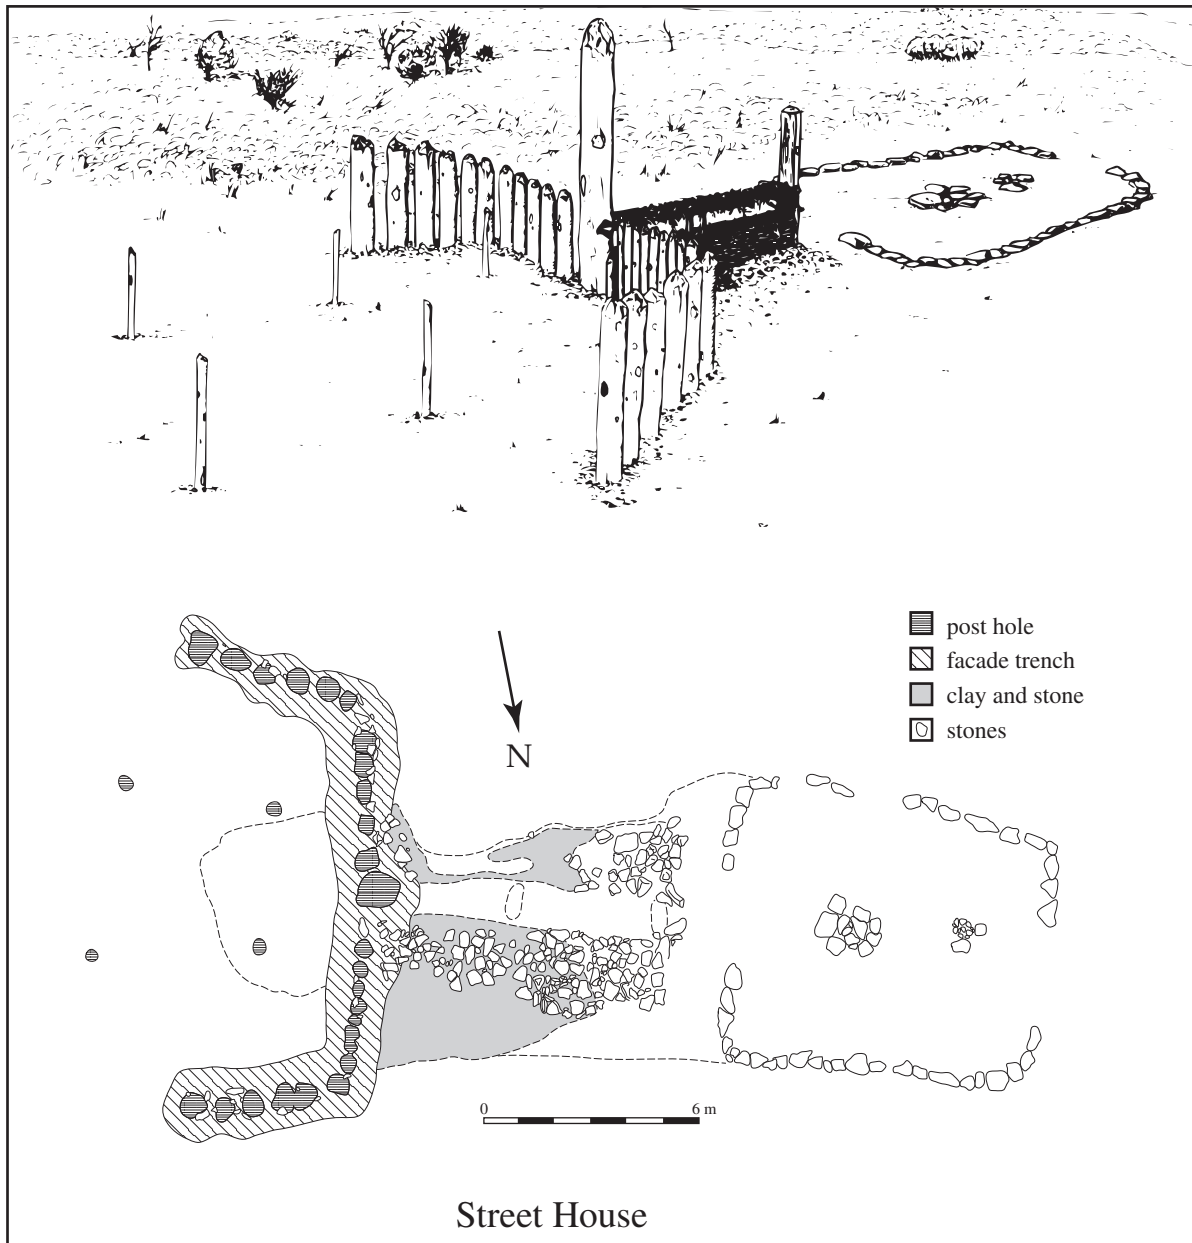 post hole
facade trench
clay and stone
stones
N
0 6 m
Street House